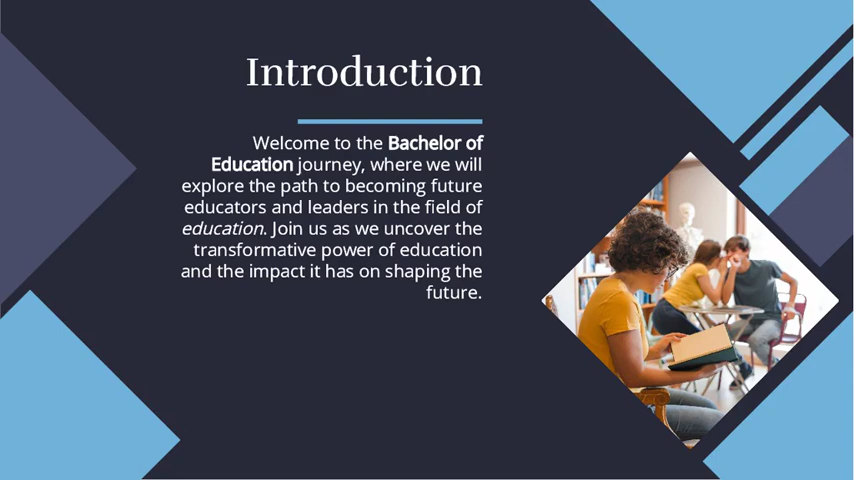 Introduction
Welcome to the Bachelor of
Education journey, where we will
explore the path to becoming future
educators and leaders in the field of
education. Join us as we uncover the
transformative power of education
and the impact it has on shaping the
future.